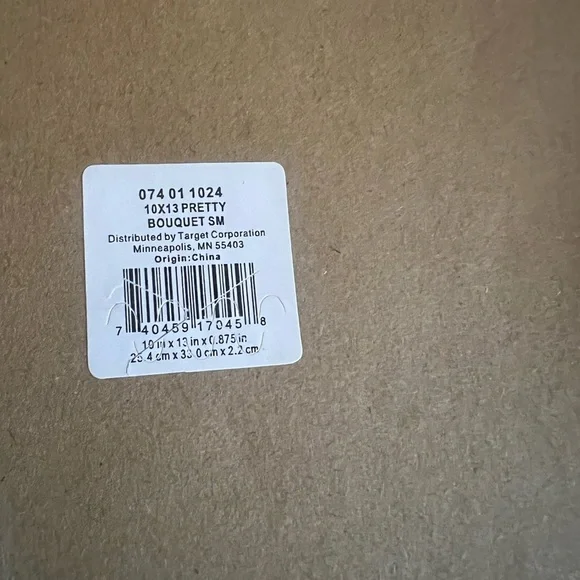 074 01 1024
10X13 PRETTY
BOUQUET SM
Distributed by Target Corporation
Minneapolis, MN 55403
Origin:China
7 40459 17045 8
10 in x 13 in x 0.875 in
25.4 cm x 33.0 cm x 2.2 cm